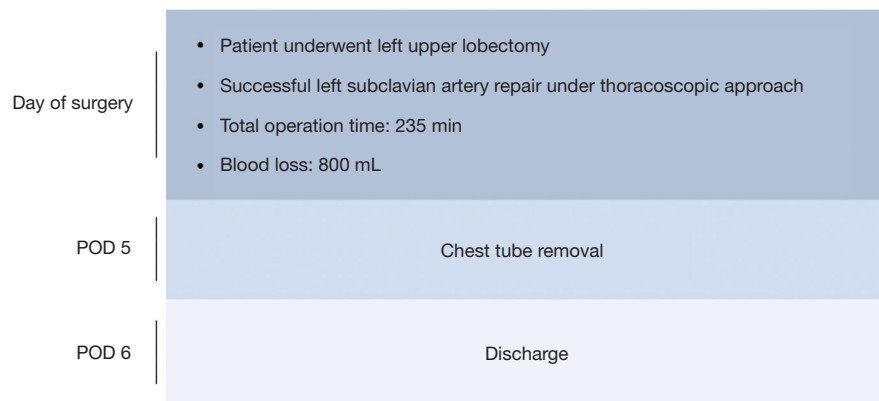 Day of surgery
• Patient underwent left upper lobectomy
• Successful left subclavian artery repair under thoracoscopic approach
• Total operation time: 235 min
• Blood loss: 800 mL
POD 5
Chest tube removal
POD 6
Discharge